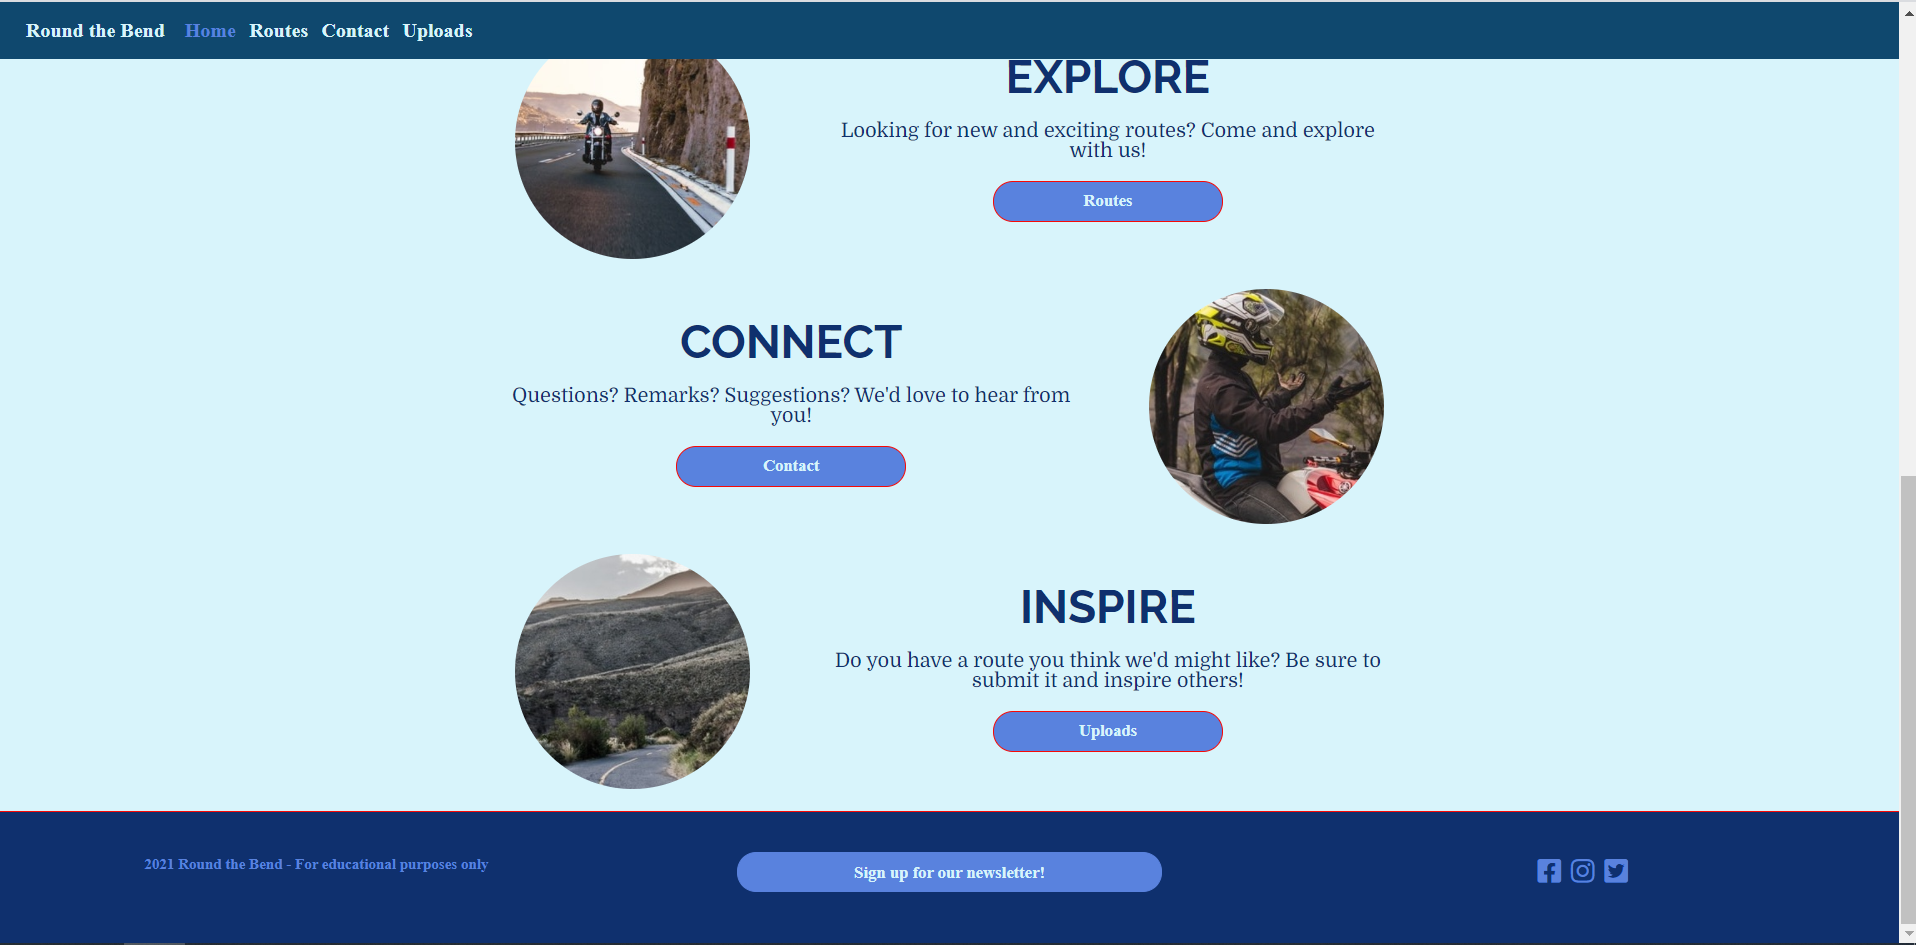 Round the Bend Home Routes Contact Uploads
EXPLORE
Looking for new and exciting routes? Come and explore
with us!
Routes
CONNECT
Questions? Remarks? Suggestions? We'd love to hear from
you!
Contact
INSPIRE
Do you have a route you think we'd might like? Be sure to
submit it and inspire others!
Uploads
2021 Round the Bend - For educational purposes only
Sign up for our newsletter!